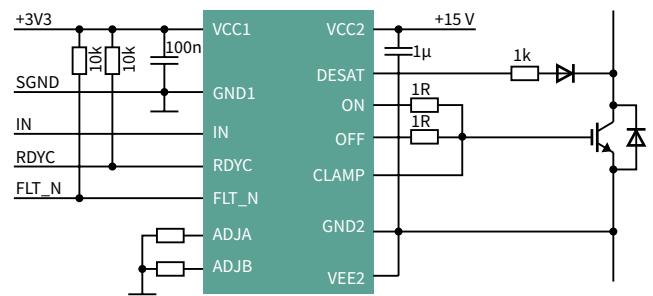 +3V3
VCC1
VCC2
+15 V
10k
10k
100n
1µ
DESAT
1k
SGND
GND1
ON
1R
IN
IN
OFF
1R
RDYC
RDYC
CLAMP
FLT_N
FLT_N
ADJA
GND2
ADJB
VEE2